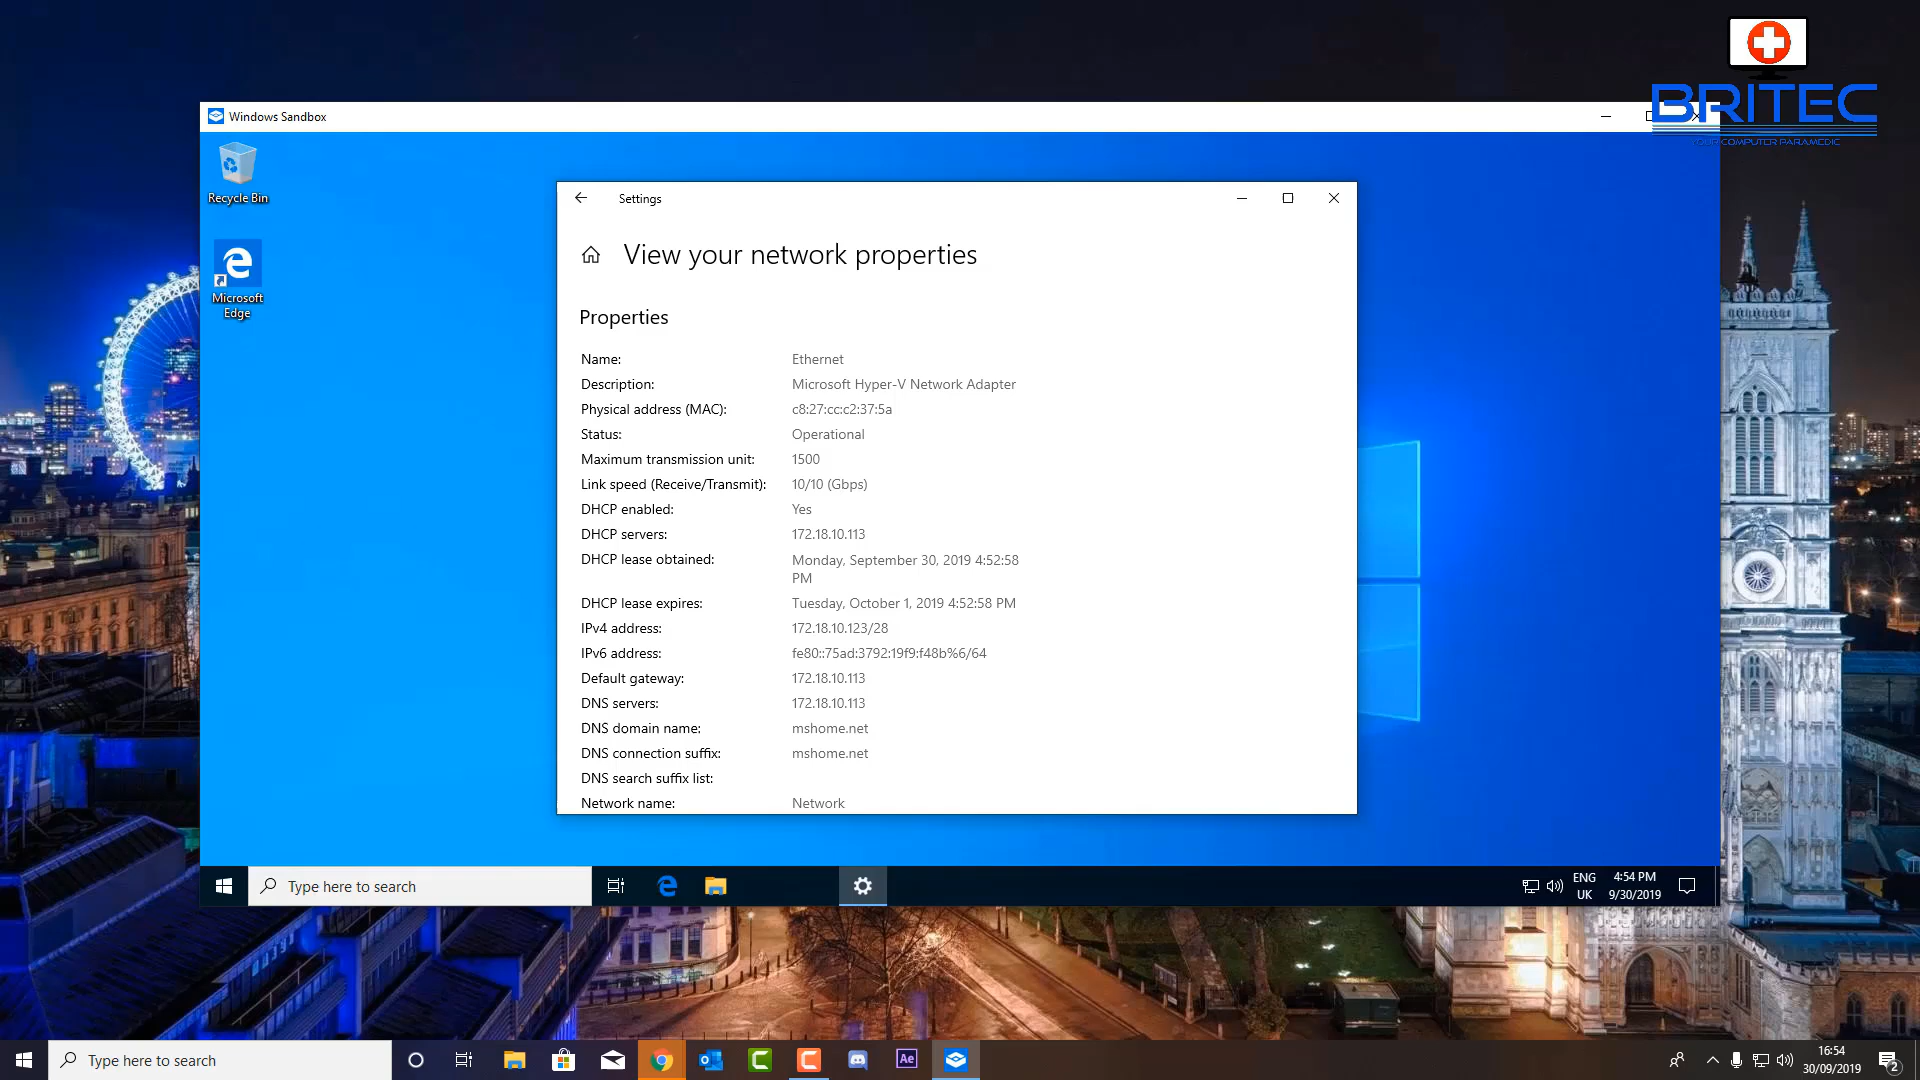 BRITEC
YOUR COMPUTER PARAMEDIC
Windows Sandbox
Recycle Bin
Microsoft
Edge
Settings
View your network properties
Properties
Name: Ethernet
Description: Microsoft Hyper-V Network Adapter
Physical address (MAC): c8:27:cc:c2:37:5a
Status: Operational
Maximum transmission unit: 1500
Link speed (Receive/Transmit): 10/10 (Gbps)
DHCP enabled: Yes
DHCP servers: 172.18.10.113
DHCP lease obtained: Monday, September 30, 2019 4:52:58
PM
DHCP lease expires: Tuesday, October 1, 2019 4:52:58 PM
IPv4 address: 172.18.10.123/28
IPv6 address: fe80::75ad:3792:19f9:f48b%6/64
Default gateway: 172.18.10.113
DNS servers: 172.18.10.113
DNS domain name: mshome.net
DNS connection suffix: mshome.net
DNS search suffix list:
Network name: Network
Type here to search
ENG
UK
4:54 PM
9/30/2019
Type here to search
Ae
16:54
30/09/2019
2